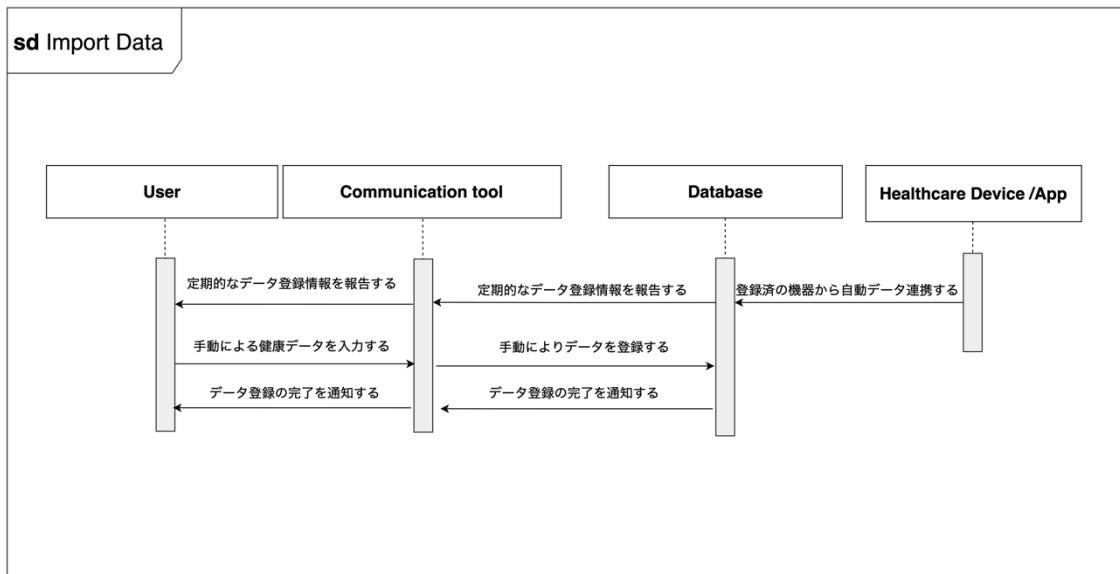 sd Import Data
User
Communication tool
Database
Healthcare Device /App
定期的なデータ登録情報を報告する
定期的なデータ登録情報を報告する
登録済の機器から自動データ連携する
手動による健康データを入力する
手動によりデータを登録する
データ登録の完了を通知する
データ登録の完了を通知する